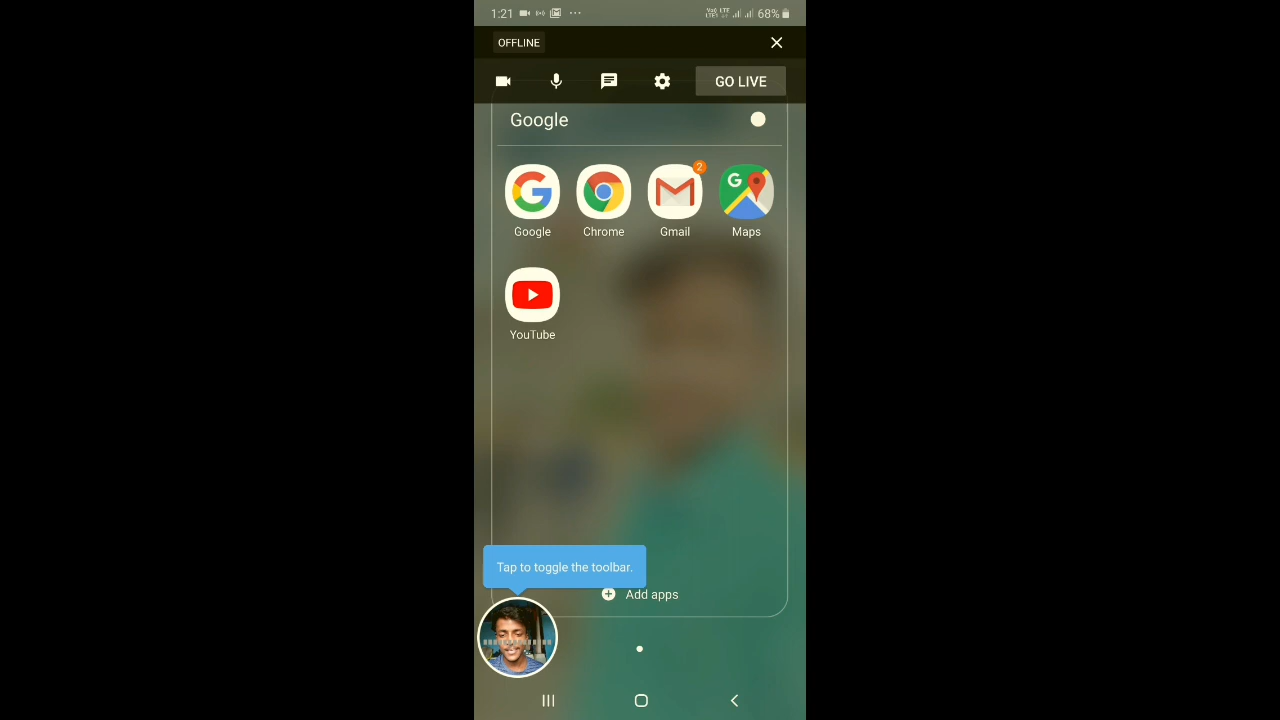 1:21
68%
OFFLINE
GO LIVE
Google
2
Google
Chrome
Gmail
Maps
YouTube
Tap to toggle the toolbar.
Add apps